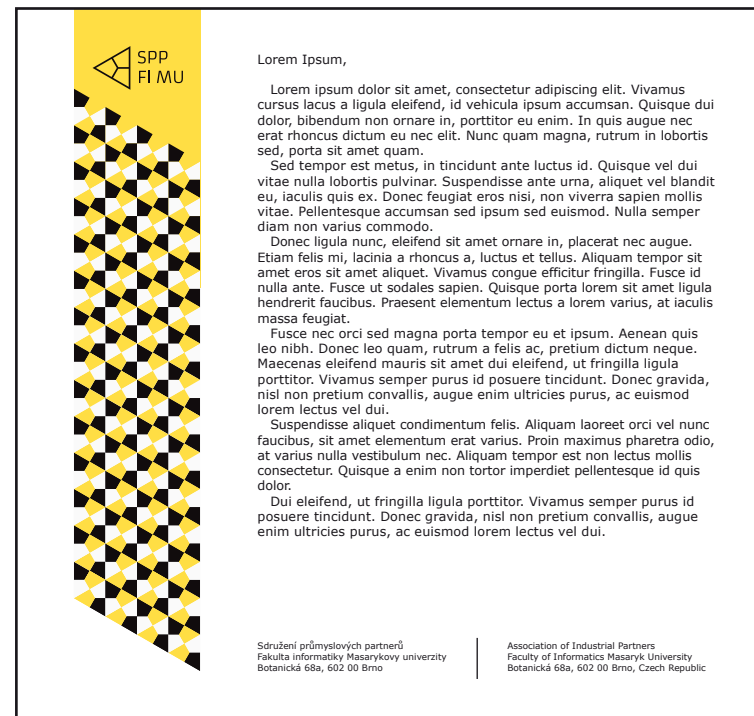 SPP
FI MU
Lorem Ipsum,
Lorem ipsum dolor sit amet, consectetur adipiscing elit. Vivamus
cursus lacus a ligula eleifend, id vehicula ipsum accumsan. Quisque dui
dolor, bibendum non ornare in, porttitor eu enim. In quis augue nec
erat rhoncus dictum eu nec elit. Nunc quam magna, rutrum in lobortis
sed, porta sit amet quam.
Sed tempor est metus, in tincidunt ante luctus id. Quisque vel dui
vitae nulla lobortis pulvinar. Suspendisse ante urna, aliquet vel blandit
eu, iaculis quis ex. Donec feugiat eros nisi, non viverra sapien mollis
vitae. Pellentesque accumsan sed ipsum sed euismod. Nulla semper
diam non varius commodo.
Donec ligula nunc, eleifend sit amet ornare in, placerat nec augue.
Etiam felis mi, lacinia a rhoncus a, luctus et tellus. Aliquam tempor sit
amet eros sit amet aliquet. Vivamus congue efficitur fringilla. Fusce id
nulla ante. Fusce ut sodales sapien. Quisque porta lorem sit amet ligula
hendrerit faucibus. Praesent elementum lectus a lorem varius, at iaculis
massa feugiat.
Fusce nec orci sed magna porta tempor eu et ipsum. Aenean quis
leo nibh. Donec leo quam, rutrum a felis ac, pretium dictum neque.
Maecenas eleifend mauris sit amet dui eleifend, ut fringilla ligula
porttitor. Vivamus semper purus id posuere tincidunt. Donec gravida,
nisl non pretium convallis, augue enim ultricies purus, ac euismod
lorem lectus vel dui.
Suspendisse aliquet condimentum felis. Aliquam laoreet orci vel nunc
faucibus, sit amet elementum erat varius. Proin maximus pharetra odio,
at varius nulla vestibulum nec. Aliquam tempor est non lectus mollis
consectetur. Quisque a enim non tortor imperdiet pellentesque id quis
dolor.
Dui eleifend, ut fringilla ligula porttitor. Vivamus semper purus id
posuere tincidunt. Donec gravida, nisl non pretium convallis, augue
enim ultricies purus, ac euismod lorem lectus vel dui.
Sdružení průmyslových partnerů
Fakulta informatiky Masarykovy univerzity
Botanická 68a, 602 00 Brno
Association of Industrial Partners
Faculty of Informatics Masaryk University
Botanická 68a, 602 00 Brno, Czech Republic